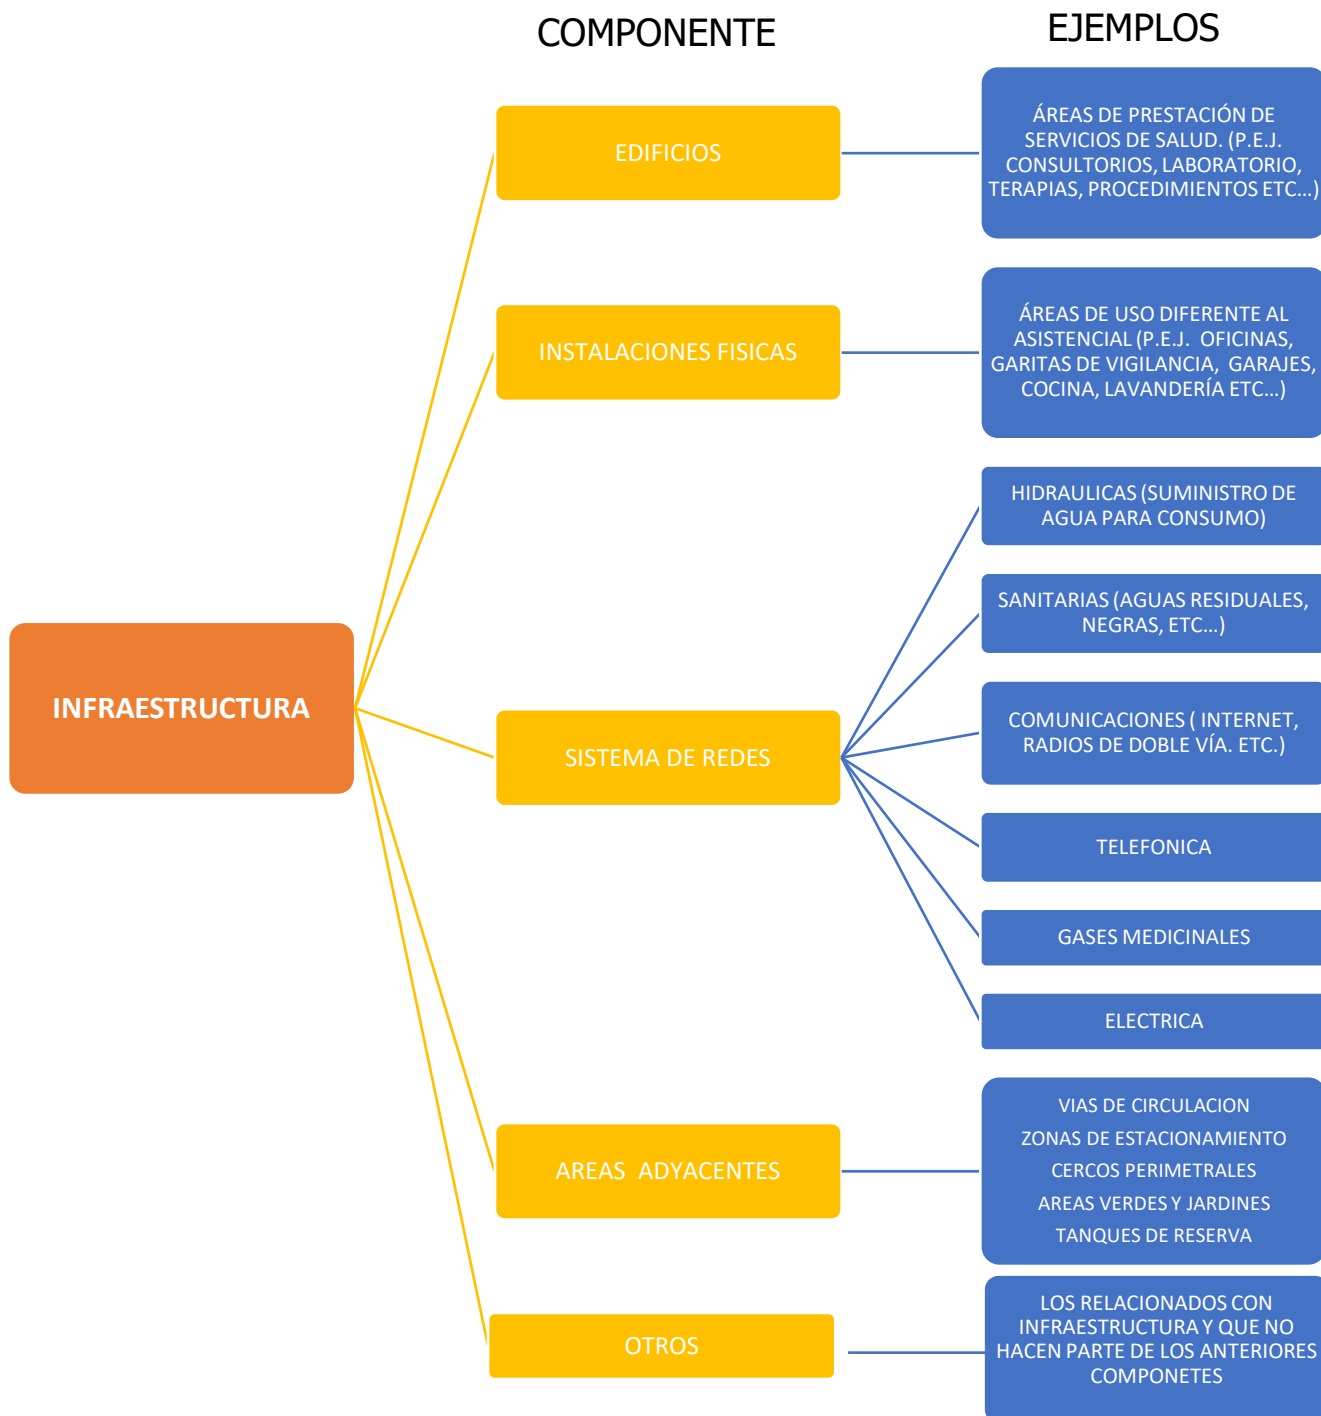 COMPONENTE
EJEMPLOS
INFRAESTRUCTURA
EDIFICIOS
ÁREAS DE PRESTACIÓN DE
SERVICIOS DE SALUD. (P.E.J.
CONSULTORIOS, LABORATORIO,
TERAPIAS, PROCEDIMIENTOS ETC...)
INSTALACIONES FISICAS
ÁREAS DE USO DIFERENTE AL
ASISTENCIAL (P.E.J. OFICINAS,
GARITAS DE VIGILANCIA, GARAJES,
COCINA, LAVANDERÍA ETC...)
SISTEMA DE REDES
HIDRAULICAS (SUMINISTRO DE
AGUA PARA CONSUMO)
SANITARIAS (AGUAS RESIDUALES,
NEGRAS, ETC...)
COMUNICACIONES ( INTERNET,
RADIOS DE DOBLE VÍA. ETC.)
TELEFONICA
GASES MEDICINALES
ELECTRICA
AREAS ADYACENTES
VIAS DE CIRCULACION
ZONAS DE ESTACIONAMIENTO
CERCOS PERIMETRALES
AREAS VERDES Y JARDINES
TANQUES DE RESERVA
OTROS
LOS RELACIONADOS CON
INFRAESTRUCTURA Y QUE NO
HACEN PARTE DE LOS ANTERIORES
COMPONETES